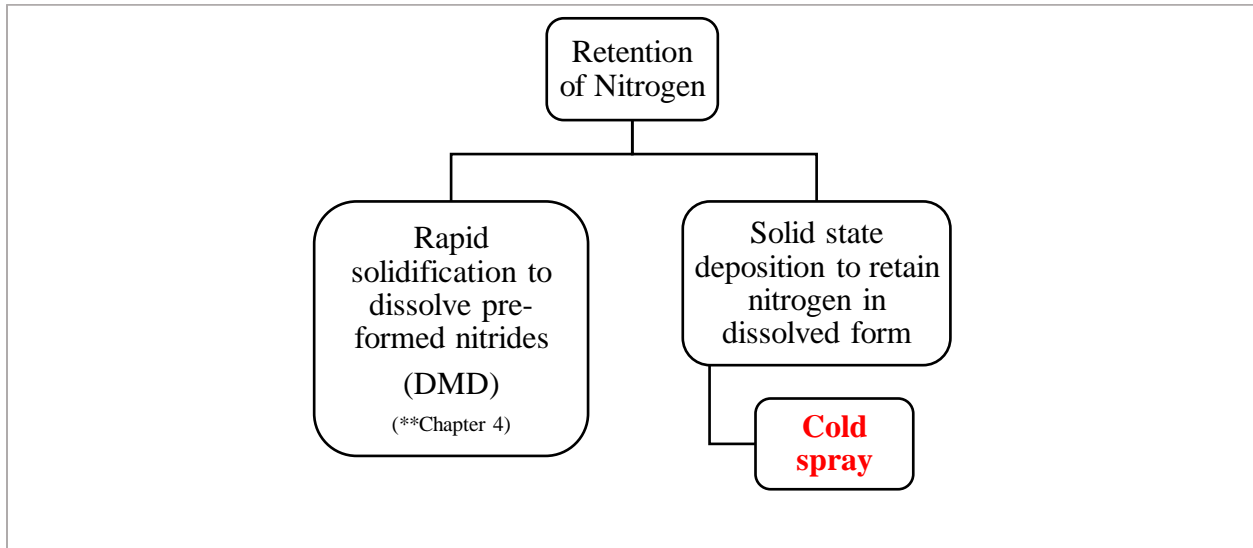 Retention
of Nitrogen
Rapid
solidification to
dissolve pre-
formed nitrides
(DMD)
(**Chapter 4)
Solid state
deposition to retain
nitrogen in
dissolved form
Cold
spray